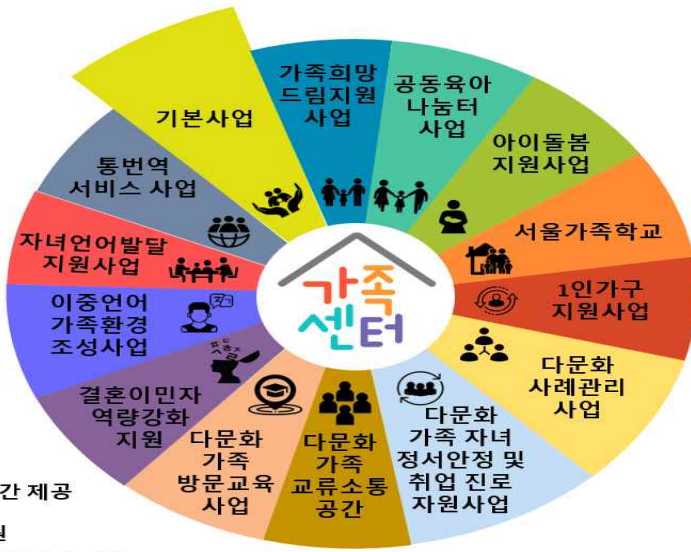 기본사업
가족희망
드림지원
사업
공동육아
나눔터
사업
아이돌봄
지원사업
서울가족학교
1인가구
지원사업
다문화
사례관리
사업
다문화
가족 자녀
정서안정 및
취업 진로
자원사업
다문화
가족
교류소통
공간
다문화
가족
방문교육
사업
결혼이민자
역량강화
지원
이중언어
가족환경
조성사업
자녀언어발달
지원사업
통번역
서비스 사업
가족
센터
간 제공